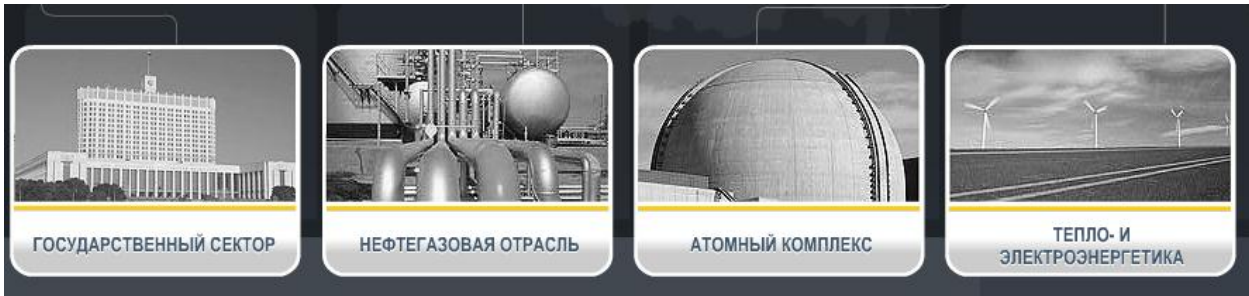 ГОСУДАРСТВЕННЫЙ СЕКТОР
НЕФТЕГАЗОВАЯ ОТРАСЛЬ
АТОМНЫЙ КОМПЛЕКС
ТЕПЛО- И
ЭЛЕКТРОЭНЕРГЕТИКА